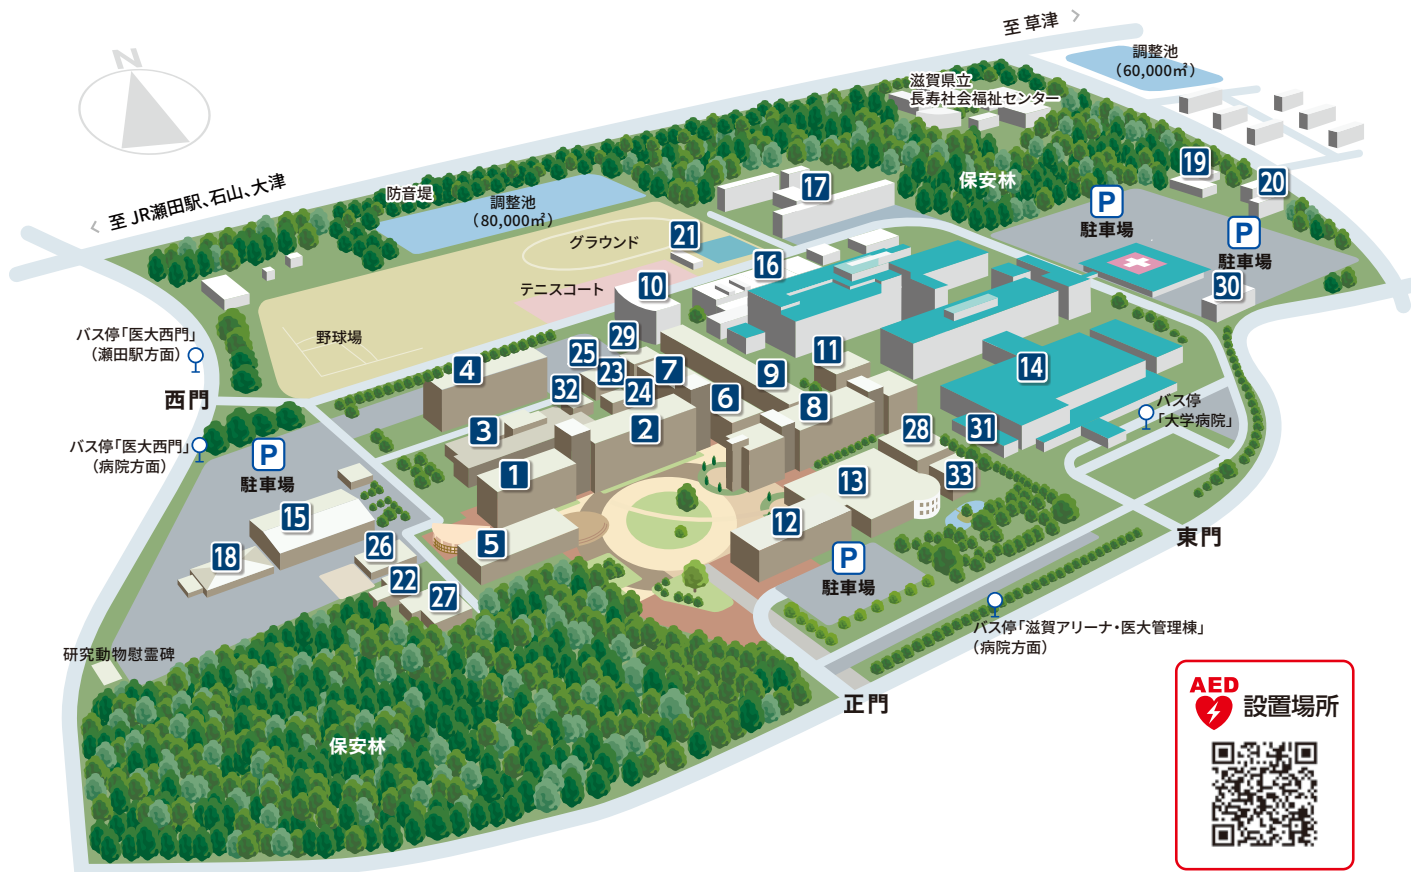 至 草津
調整池
（60,000㎡）
N
滋賀県立
長寿社会福祉センター
19
20
17
保安林
至 JR瀬田駅、石山、大津
防音堤
調整池
（80,000㎡）
P
駐車場
P
駐車場
グラウンド
21
16
30
テニスコート
10
バス停「医大西門」
（瀬田駅方面）
野球場
29
25
23
7
9
11
4
32
24
6
8
14
西門
バス停
「大学病院」
3
2
28
31
バス停「医大西門」
（病院方面）
P
駐車場
1
13
33
15
12
5
東門
18
26
22
27
P
駐車場
バス停「滋賀アリーナ・医大管理棟」
（病院方面）
研究動物慰霊碑
正門
保安林
AED
設置場所